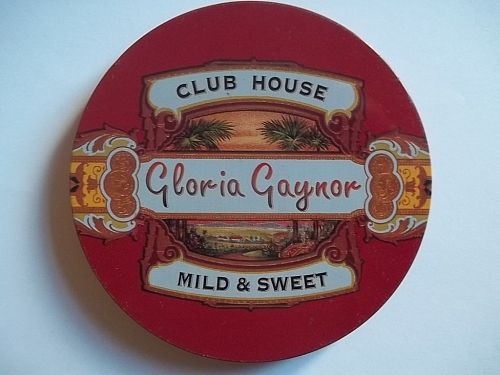 CLUB HOUSE
Gloria Gaynor
MILD & SWEET